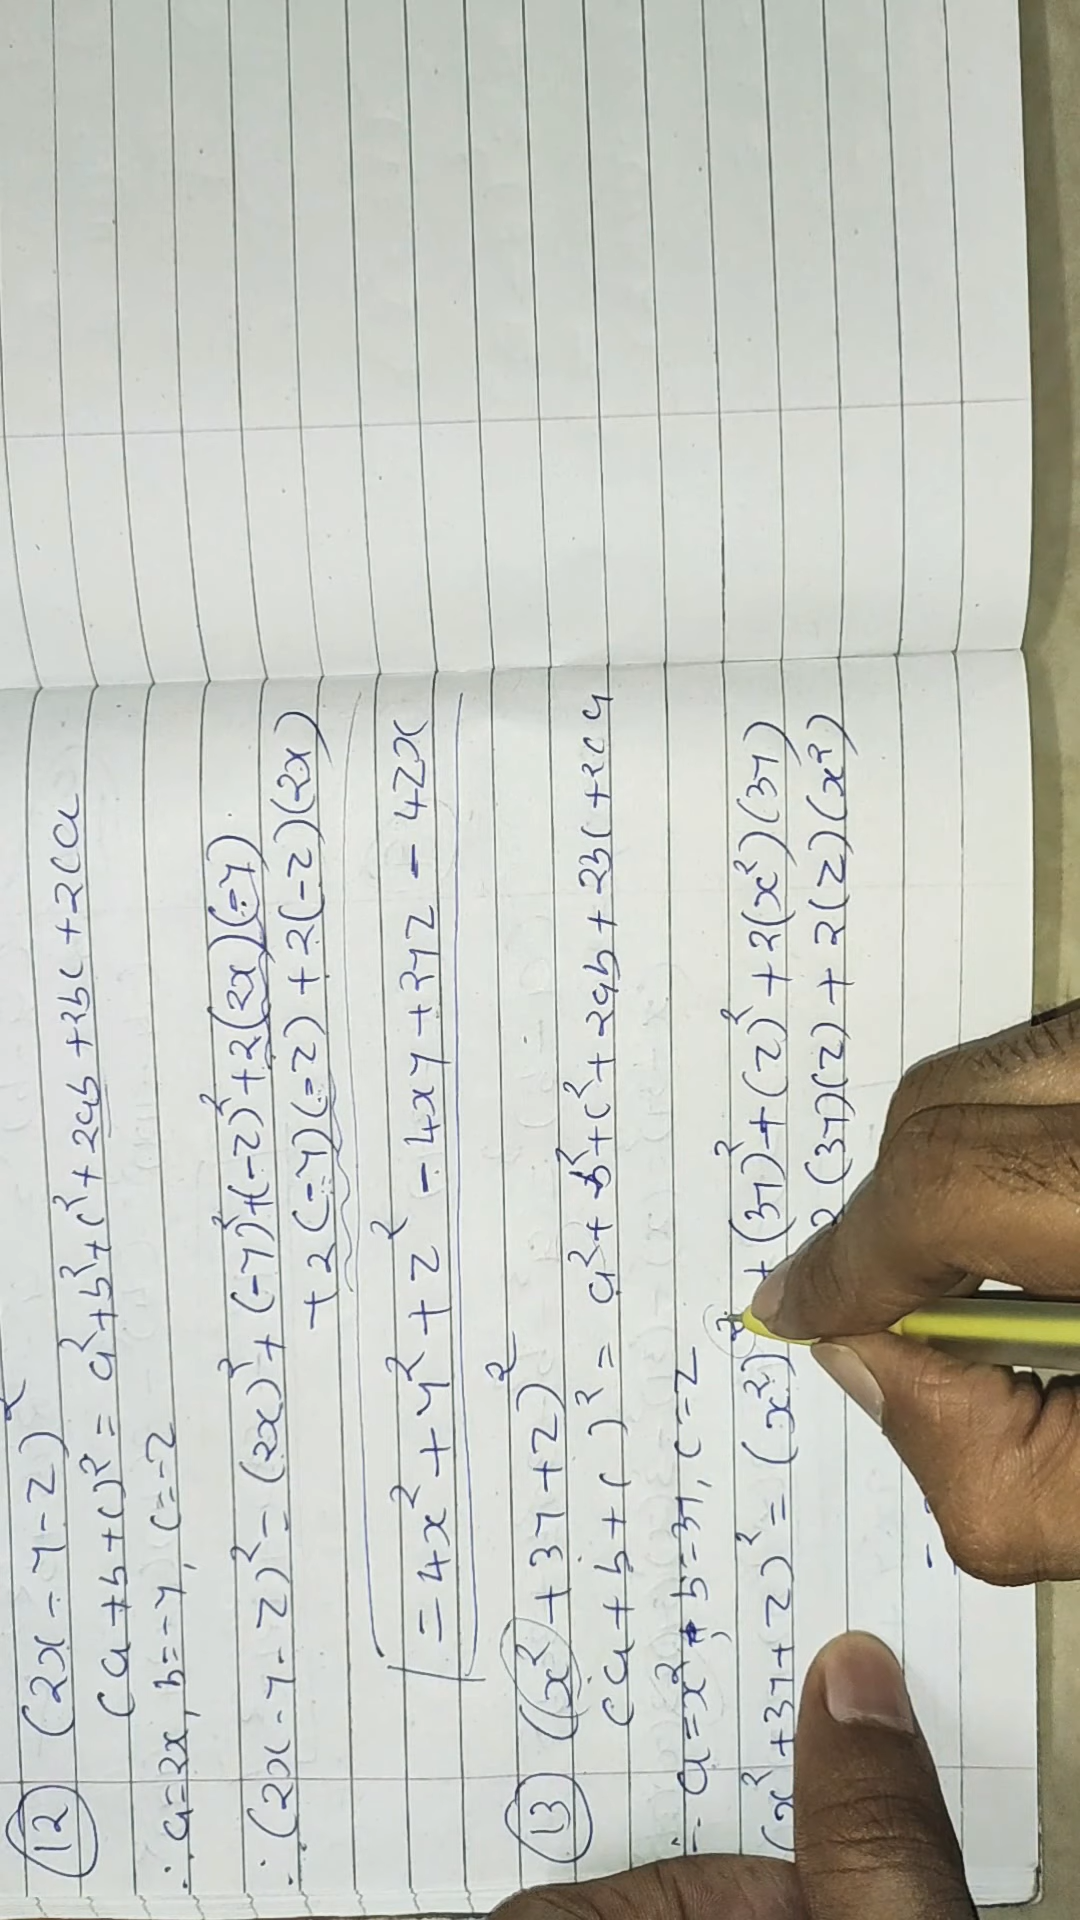 (12) (2x - y - z)²
(a + b + c)² = a² + b² + c² + 2ab + 2bc + 2ca
∴ a = 2x, b = -y, c = -z
∴ (2x - y - z)² = (2x)² + (-y)² + (-z)² + 2(2x)(-y)
+ 2(-y)(-z) + 2(-z)(2x)
= 4x² + y² + z² - 4xy + 2yz - 4zx
(13) (x² + 3y + z)²
(a + b + c)² = a² + b² + c² + 2ab + 2bc + 2ca
∴ a = x², b = 3y, c = z
(x² + 3y + z)² = (x²)² + (3y)² + (z)² + 2(x²)(3y)
2(3y)(z) + 2(z)(x²)
=